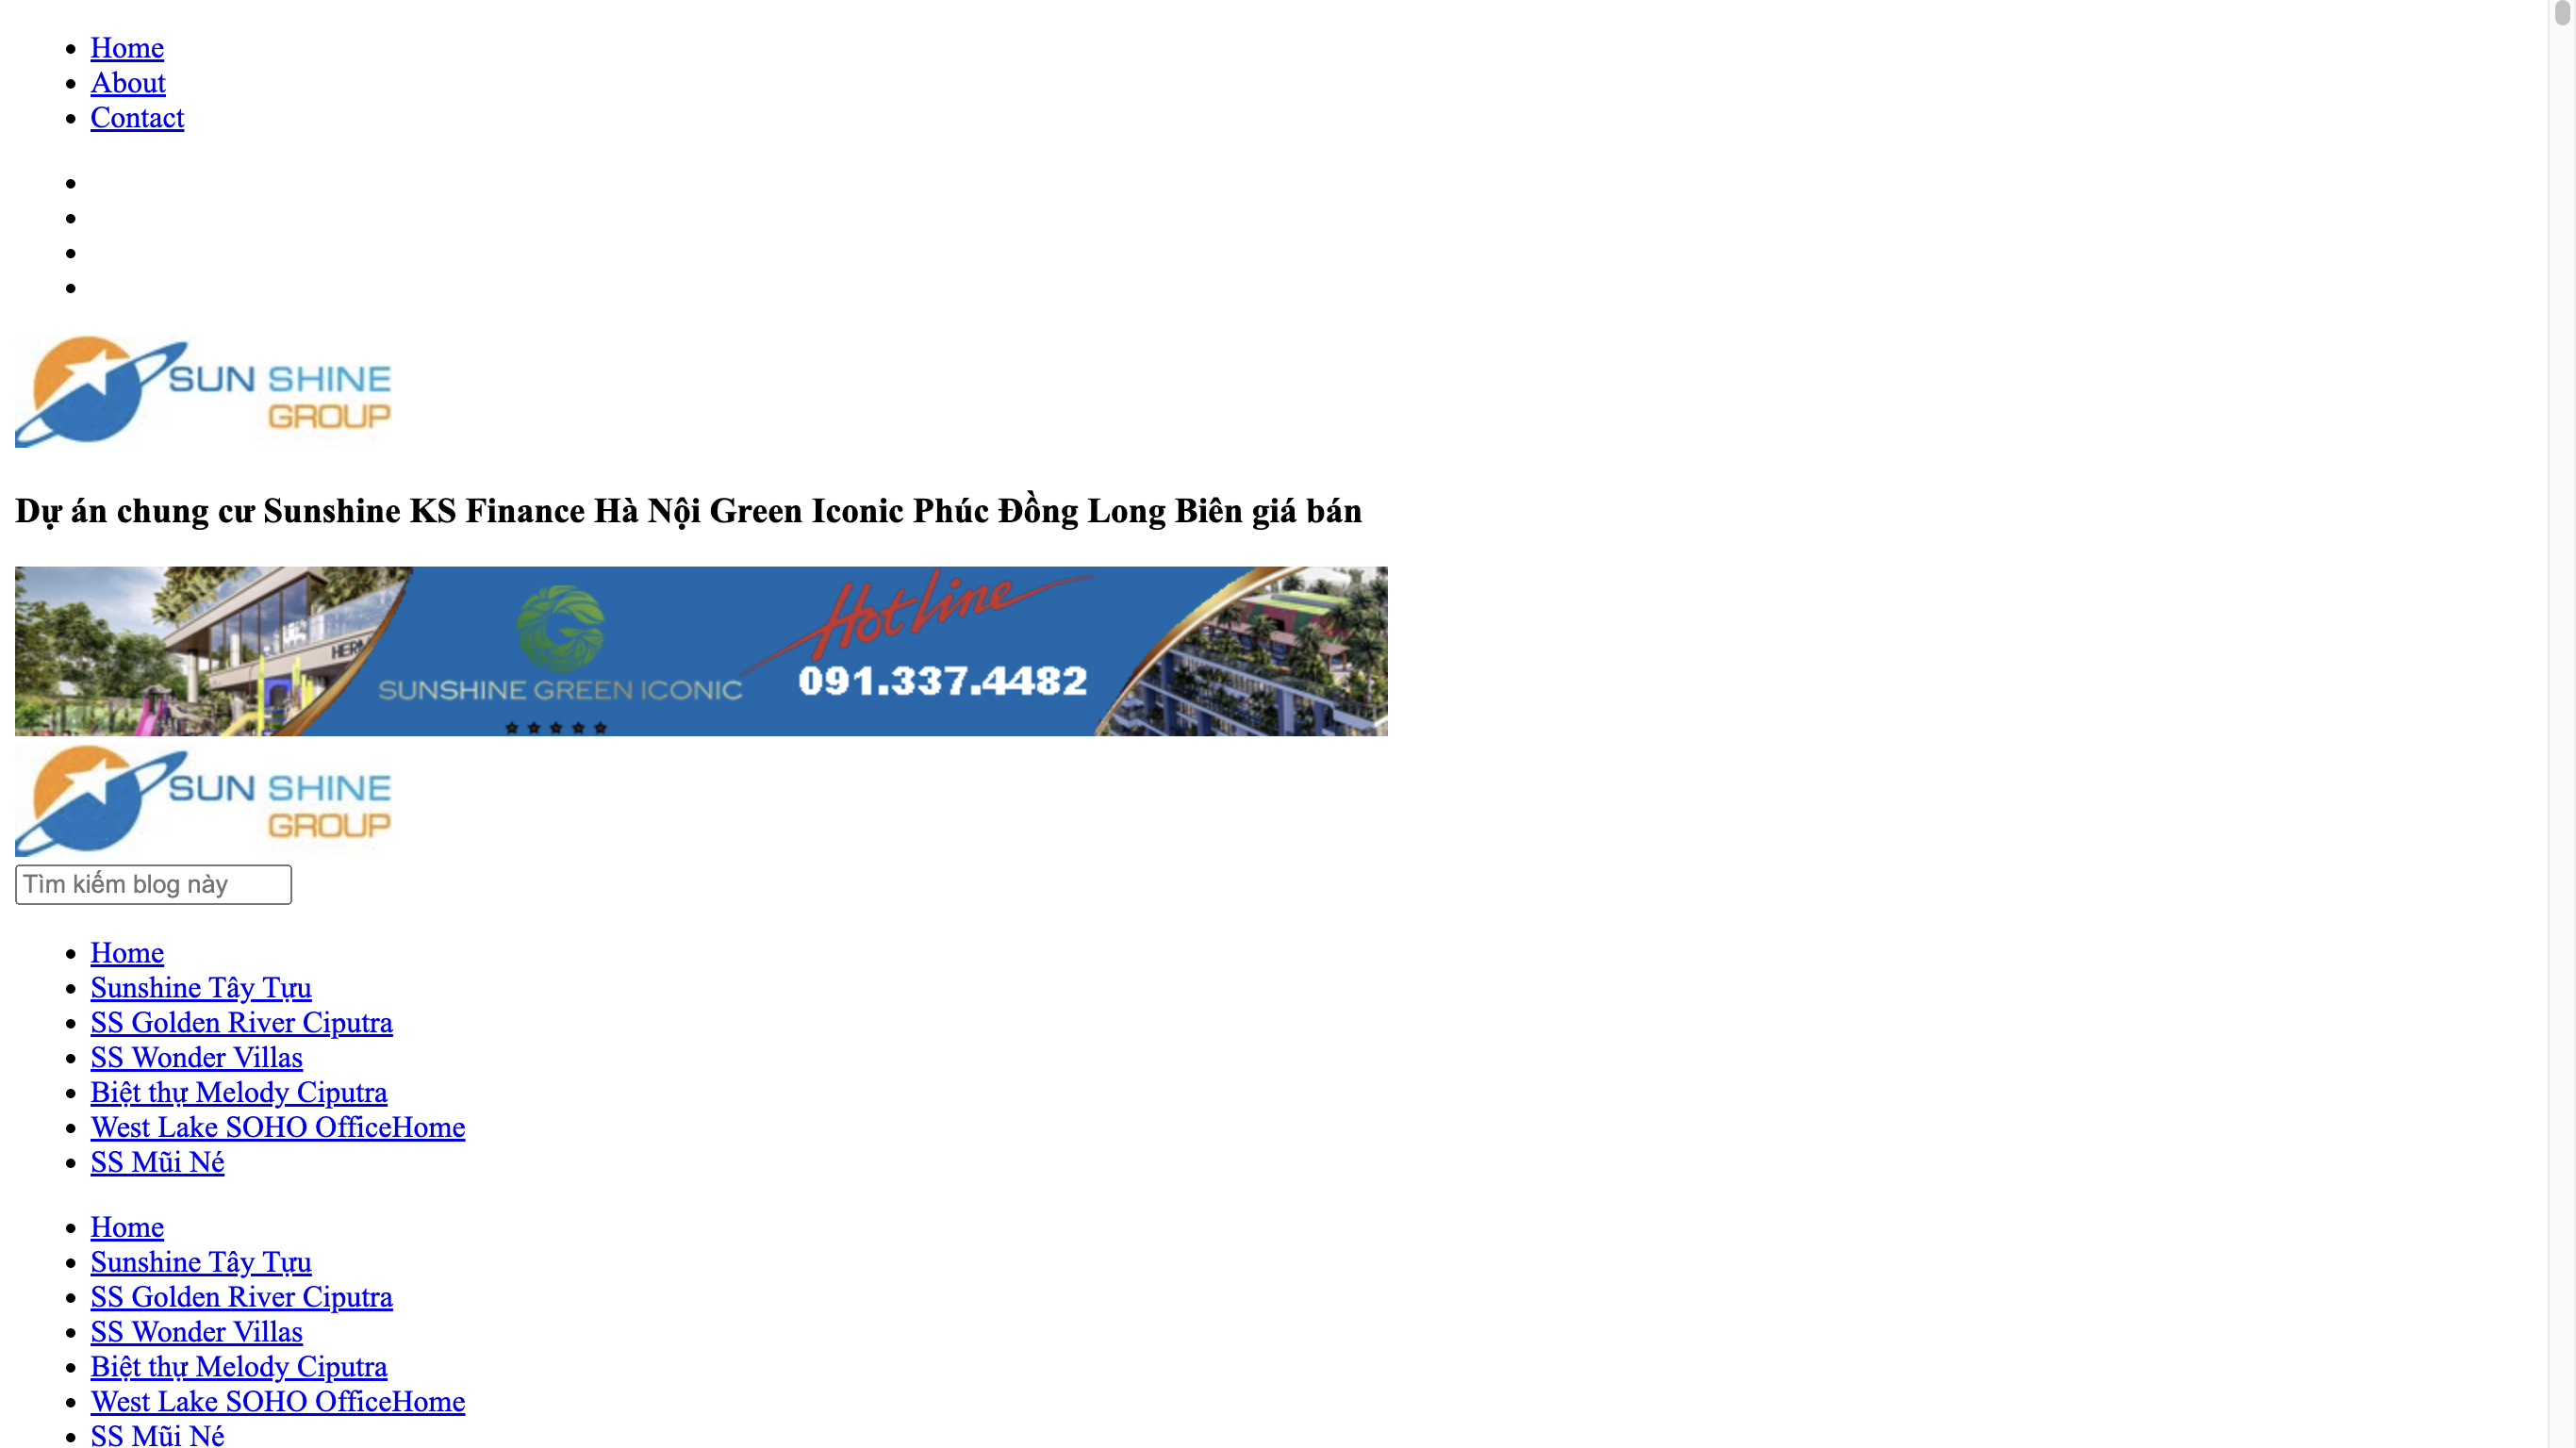 Home
About
Contact
SUN SHINE
GROUP
Dự án chung cư Sunshine KS Finance Hà Nội Green Iconic Phúc Đồng Long Biên giá bán
Hotline
SUNSHINE GREEN ICONIC
091.337.4482
SUN SHINE
GROUP
Tìm kiếm blog này
Home
Sunshine Tây Tựu
SS Golden River Ciputra
SS Wonder Villas
Biệt thự Melody Ciputra
West Lake SOHO OfficeHome
SS Mũi Né
Home
Sunshine Tây Tựu
SS Golden River Ciputra
SS Wonder Villas
Biệt thự Melody Ciputra
West Lake SOHO OfficeHome
SS Mũi Né